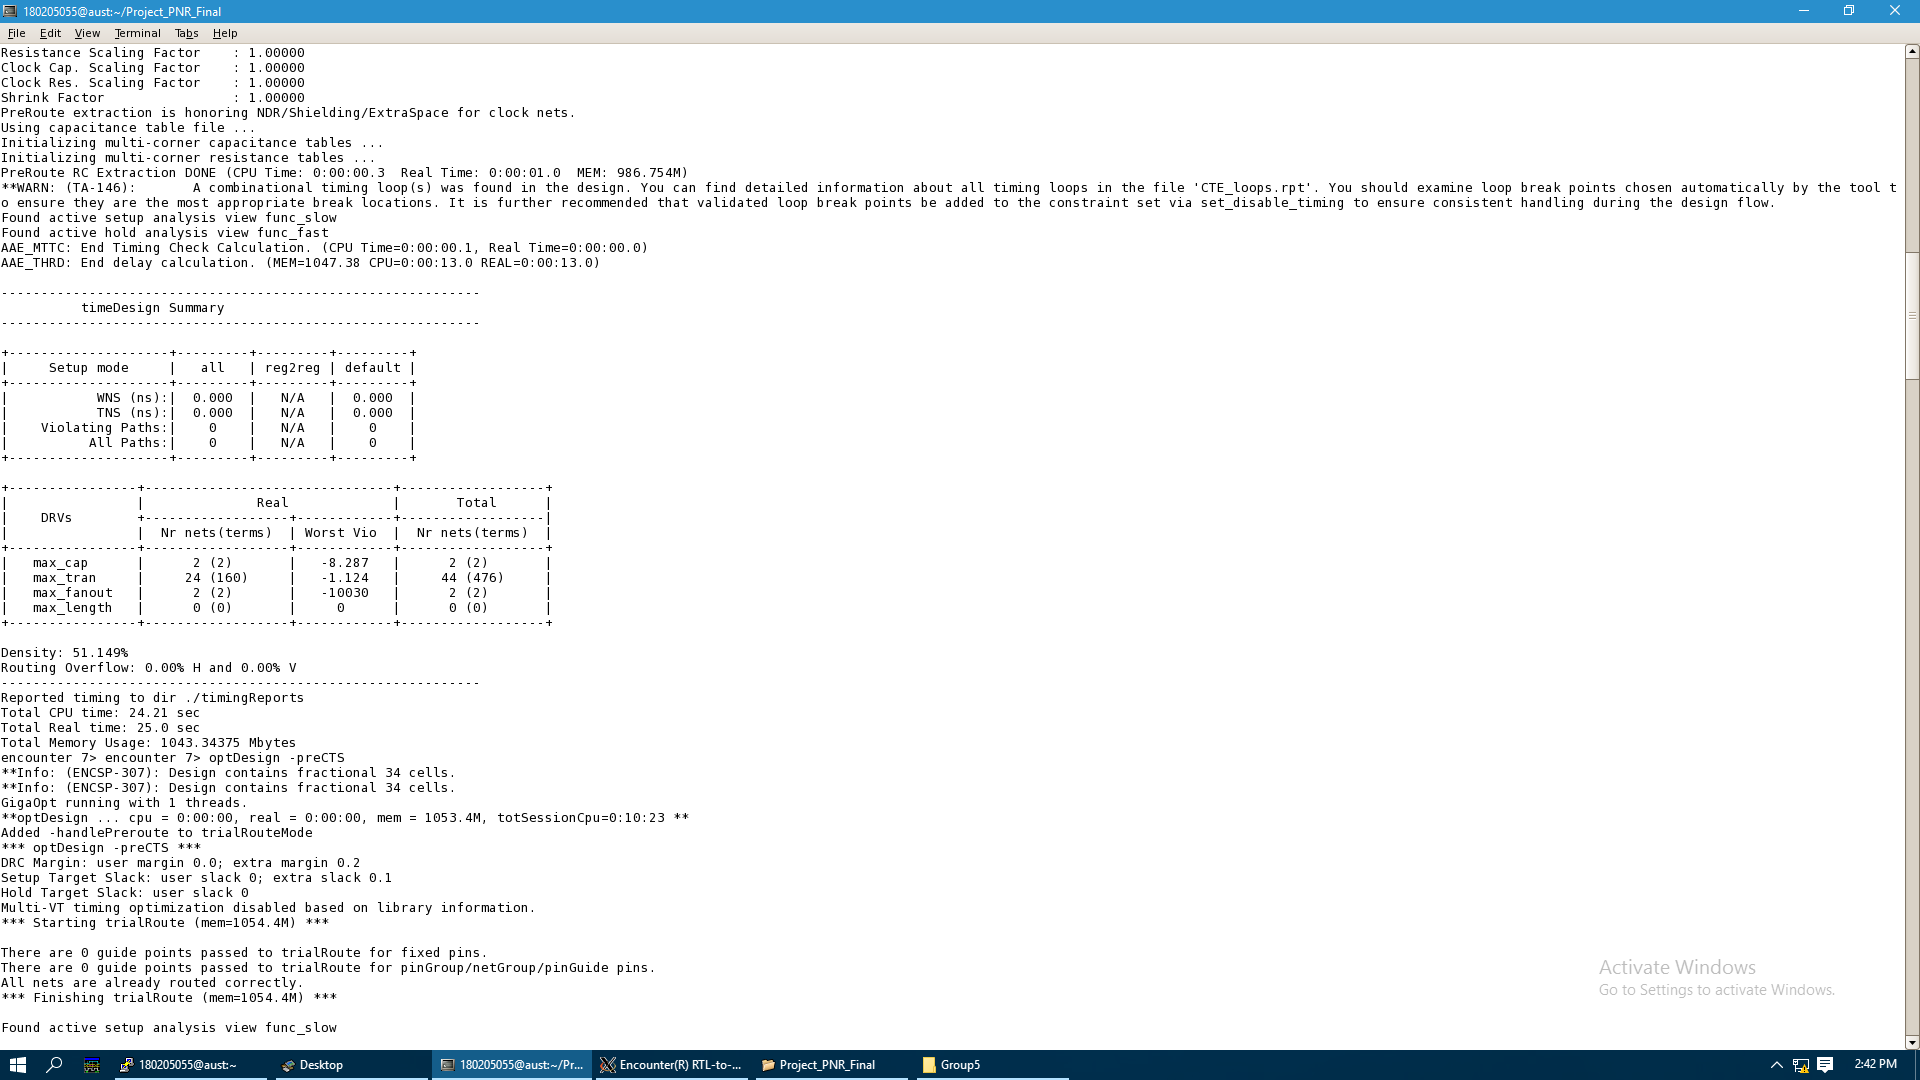 180205055@aust:~/Project_PNR_Final
File Edit View Terminal Tabs Help
Resistance Scaling Factor    : 1.00000
Clock Cap. Scaling Factor    : 1.00000
Clock Res. Scaling Factor    : 1.00000
Shrink Factor                : 1.00000
PreRoute extraction is honoring NDR/Shielding/ExtraSpace for clock nets.
Using capacitance table file ...
Initializing multi-corner capacitance tables ...
Initializing multi-corner resistance tables ...
PreRoute RC Extraction DONE (CPU Time: 0:00:00.3  Real Time: 0:00:01.0  MEM: 986.754M)
**WARN: (TA-146):       A combinational timing loop(s) was found in the design. You can find detailed information about all timing loops in the file 'CTE_loops.rpt'. You should examine loop break points chosen automatically by the tool t
o ensure they are the most appropriate break locations. It is further recommended that validated loop break points be added to the constraint set via set_disable_timing to ensure consistent handling during the design flow.
Found active setup analysis view func_slow
Found active hold analysis view func_fast
AAE_MTTC: End Timing Check Calculation. (CPU Time=0:00:00.1, Real Time=0:00:00.0)
AAE_THRD: End delay calculation. (MEM=1047.38 CPU=0:00:13.0 REAL=0:00:13.0)
------------------------------------------------------------
          timeDesign Summary
------------------------------------------------------------
+--------------------+---------+---------+---------+
|     Setup mode     |   all   | reg2reg | default |
+--------------------+---------+---------+---------+
|           WNS (ns):|  0.000  |   N/A   |  0.000  |
|           TNS (ns):|  0.000  |   N/A   |  0.000  |
|    Violating Paths:|    0    |   N/A   |    0    |
|          All Paths:|    0    |   N/A   |    0    |
+--------------------+---------+---------+---------+
+----------------+-------------------------------+------------------+
|                |              Real             |       Total      |
|    DRVs        +------------------+------------+------------------|
|                |  Nr nets(terms)  | Worst Vio  |  Nr nets(terms)  |
+----------------+------------------+------------+------------------+
|   max_cap      |      2 (2)       |   -8.287   |      2 (2)       |
|   max_tran     |     24 (160)     |   -1.124   |     44 (476)     |
|   max_fanout   |      2 (2)       |   -10030   |      2 (2)       |
|   max_length   |      0 (0)       |     0      |      0 (0)       |
+----------------+------------------+------------+------------------+
Density: 51.149%
Routing Overflow: 0.00% H and 0.00% V
------------------------------------------------------------
Reported timing to dir ./timingReports
Total CPU time: 24.21 sec
Total Real time: 25.0 sec
Total Memory Usage: 1043.34375 Mbytes
encounter 7> encounter 7> optDesign -preCTS
**Info: (ENCSP-307): Design contains fractional 34 cells.
**Info: (ENCSP-307): Design contains fractional 34 cells.
GigaOpt running with 1 threads.
**optDesign ... cpu = 0:00:00, real = 0:00:00, mem = 1053.4M, totSessionCpu=0:10:23 **
Added -handlePreroute to trialRouteMode
*** optDesign -preCTS ***
DRC Margin: user margin 0.0; extra margin 0.2
Setup Target Slack: user slack 0; extra slack 0.1
Hold Target Slack: user slack 0
Multi-VT timing optimization disabled based on library information.
*** Starting trialRoute (mem=1054.4M) ***
There are 0 guide points passed to trialRoute for fixed pins.
There are 0 guide points passed to trialRoute for pinGroup/netGroup/pinGuide pins.
All nets are already routed correctly.
*** Finishing trialRoute (mem=1054.4M) ***
Found active setup analysis view func_slow
Activate Windows
Go to Settings to activate Windows.
180205055@aust:~ Desktop 180205055@aust:~/Pr... Encounter(R) RTL-to-... Project_PNR_Final Group5 2:42 PM